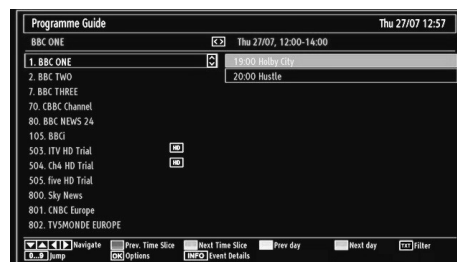 Programme Guide Thu 27/07 12:57
BBC ONE <> Thu 27/07, 12:00-14:00
1. BBC ONE 19:00 Holby City
2. BBC TWO 20:00 Hustle
7. BBC THREE
70. CBBC Channel
80. BBC NEWS 24
105. BBCi
503. ITV HD Trial HD
504. Ch4 HD Trial HD
505. five HD Trial
800. Sky News
801. CNBC Europe
802. TV5MONDE EUROPE
Navigate Prev. Time Slice Next Time Slice Prev day Next day TXT Filter
0...9 Jump OK Options INFO Event Details